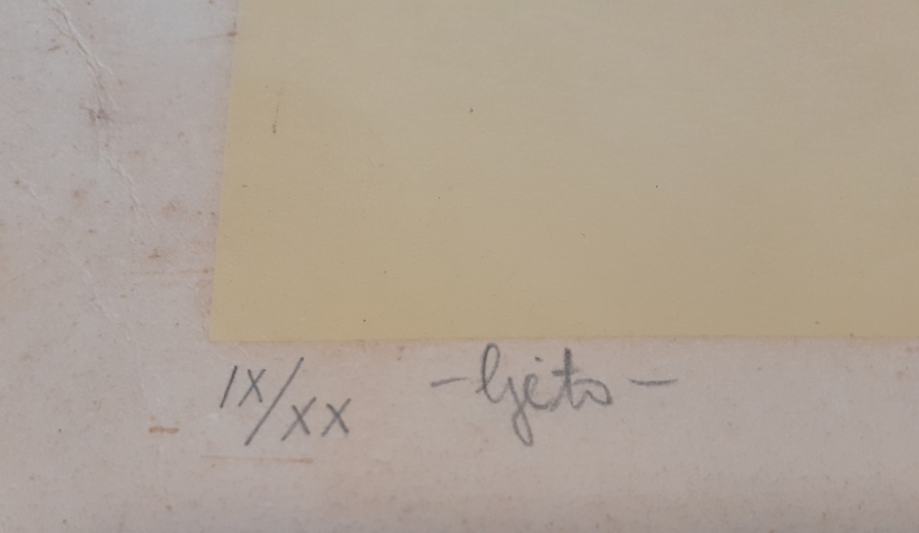 IX/XX - ljeto -